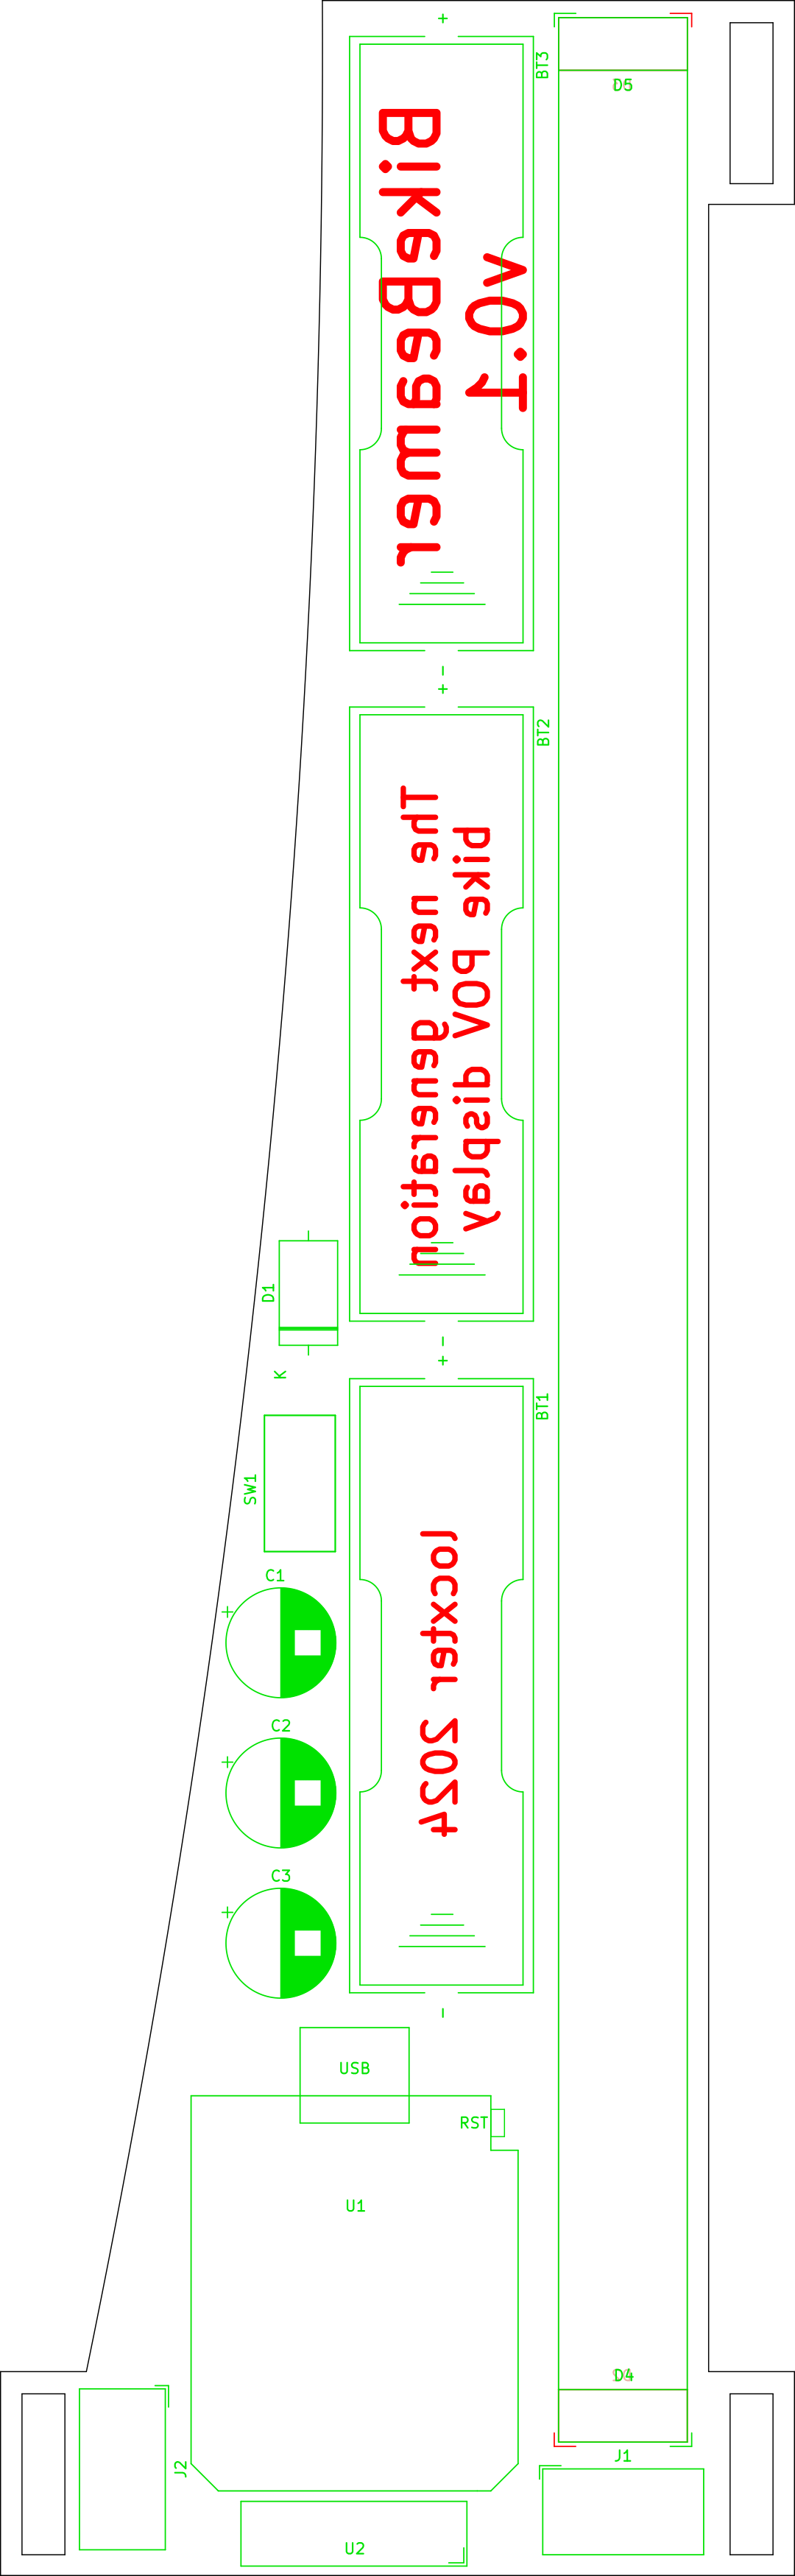 +
BT3
D5
BikeBeamer
v0.1
-
+
BT2
The next generation
bike POV display
D1
-
+
K
BT1
SW1
locxter 2024
C1
+
C2
+
C3
+
-
USB
RST
U1
D4
J1
J2
U2